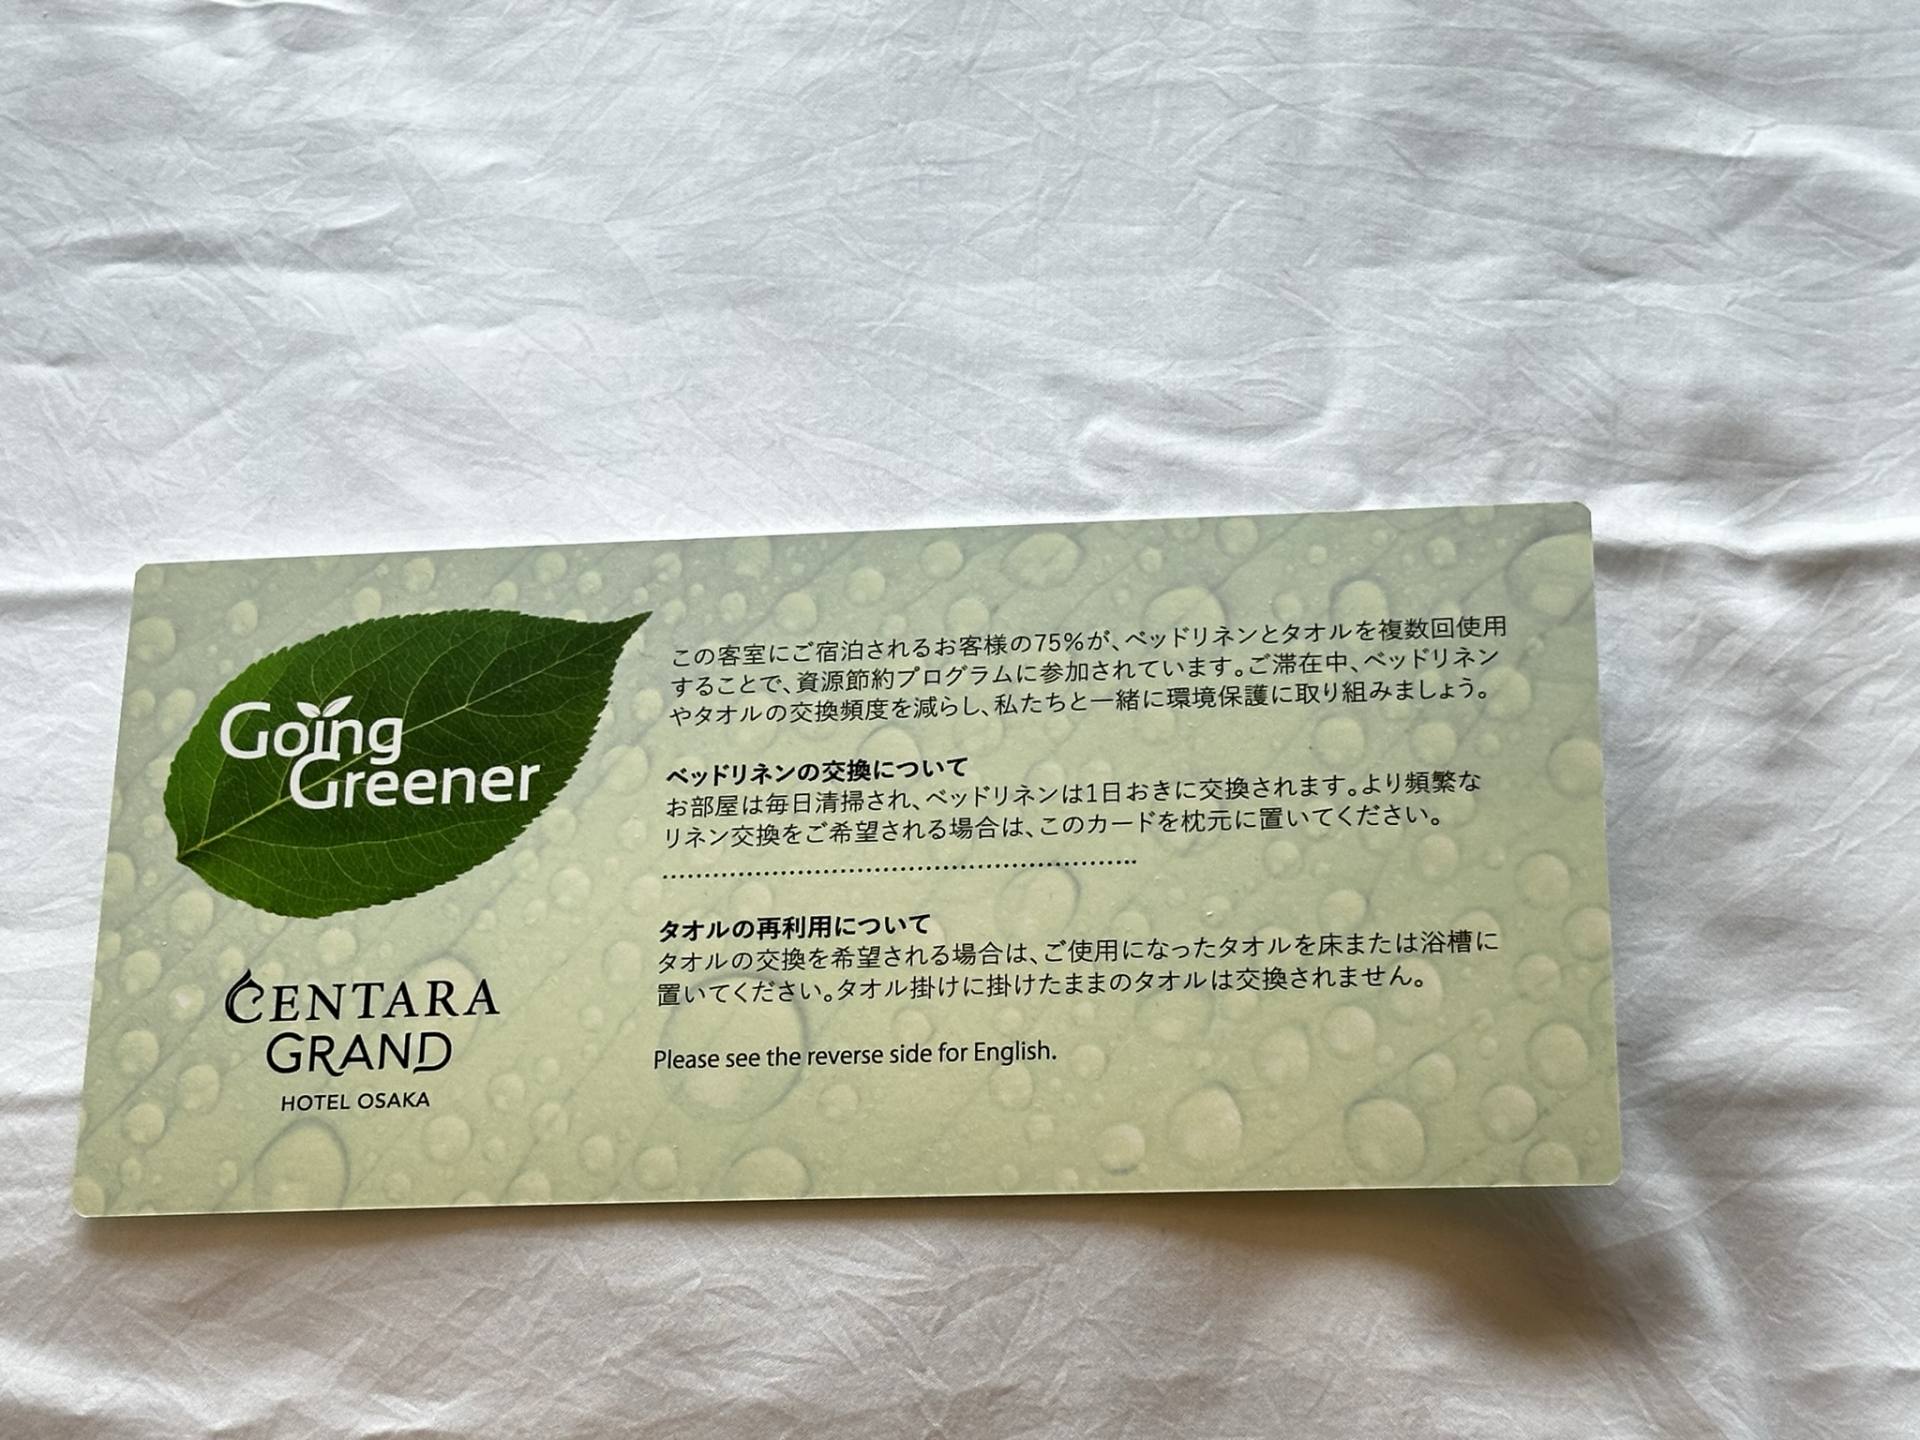 Going
Greener
CENTARA
GRAND
HOTEL OSAKA
この客室にご宿泊されるお客様の75%が、ベッドリネンとタオルを複数回使用
することで、資源節約プログラムに参加されています。ご滞在中、ベッドリネン
やタオルの交換頻度を減らし、私たちと一緒に環境保護に取り組みましょう。
ベッドリネンの交換について
お部屋は毎日清掃され、ベッドリネンは1日おきに交換されます。より頻繁な
リネン交換をご希望される場合は、このカードを枕元に置いてください。
タオルの再利用について
タオルの交換を希望される場合は、ご使用になったタオルを床または浴槽に
置いてください。タオル掛けに掛けたままのタオルは交換されません。
Please see the reverse side for English.